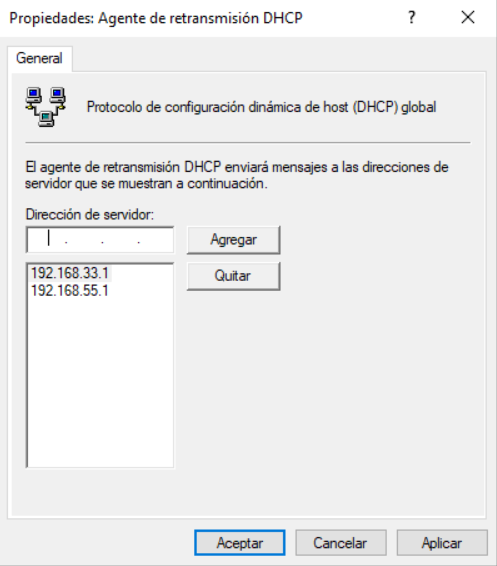 Propiedades: Agente de retransmisión DHCP
General
Protocolo de configuración dinámica de host (DHCP) global
El agente de retransmisión DHCP enviará mensajes a las direcciones de
servidor que se muestran a continuación.
Dirección de servidor:
Agregar
192.168.33.1
192.168.55.1
Quitar
Aceptar
Cancelar
Aplicar